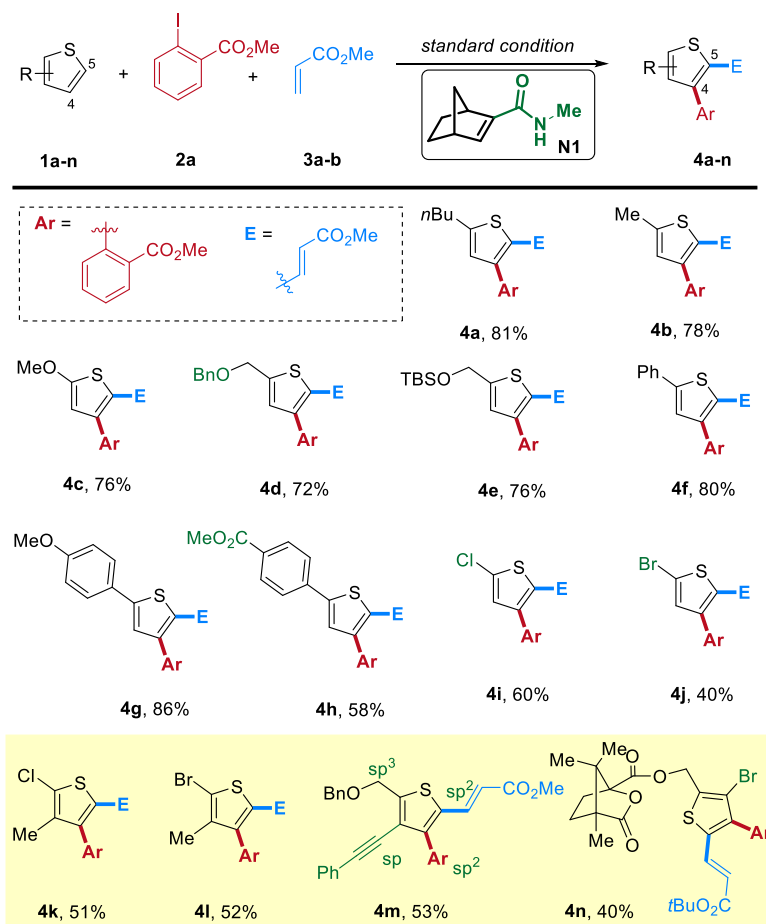 S
5
R
4
1a-n
+
I
CO2Me
2a
+
CO2Me
3a-b
standard condition
O
N
H
Me
N1
S
5
E
R
4
Ar
4a-n
Ar =
CO2Me
E =
CO2Me
nBu
S
E
Ar
4a, 81%
Me
S
E
Ar
4b, 78%
MeO
S
E
Ar
4c, 76%
BnO
S
E
Ar
4d, 72%
TBSO
S
E
Ar
4e, 76%
Ph
S
E
Ar
4f, 80%
MeO
S
E
Ar
4g, 86%
MeO2C
S
E
Ar
4h, 58%
Cl
S
E
Ar
4i, 60%
Br
S
E
Ar
4j, 40%
Cl
S
E
Me
Ar
4k, 51%
Br
S
E
Me
Ar
4l, 52%
sp3
BnO
S
sp2
CO2Me
sp
Ph
Ar
sp2
4m, 53%
Me
Me
O
O
O
O
Me
S
Br
Ar
tBuO2C
4n, 40%